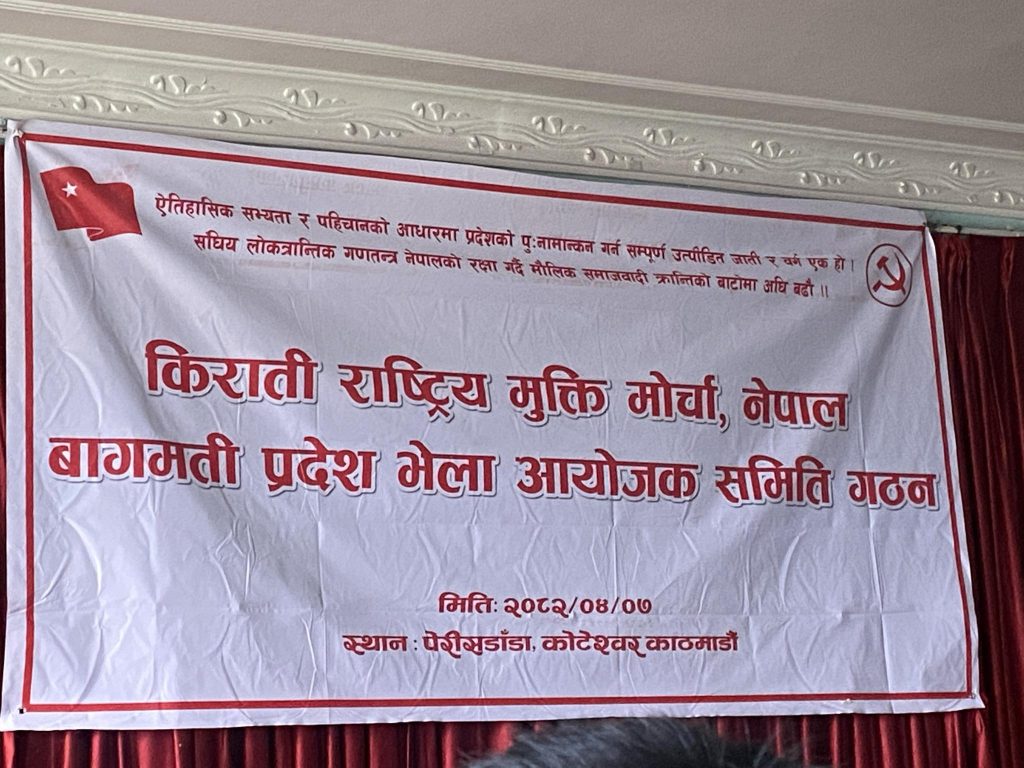 ऐतिहासिक सभ्यता र पहिचानको आधारमा प्रदेशको पुःनामान्कन गर्न सम्पूर्ण उत्पीडित जाती र वर्ग एक हो ।
संघिय लोकत्रान्तिक गणतन्त्र नेपालको रक्षा गर्दै मौलिक समाजवादी क्रान्तिको बाटोमा अघि बढौ ।।
किराती राष्ट्रिय मुक्ति मोर्चा, नेपाल
बागमती प्रदेश भेला आयोजक समिति गठन
मितिः २०८२/०४/०७
स्थान : पेरीसडाँडा, कोटेश्वर काठमाडौं